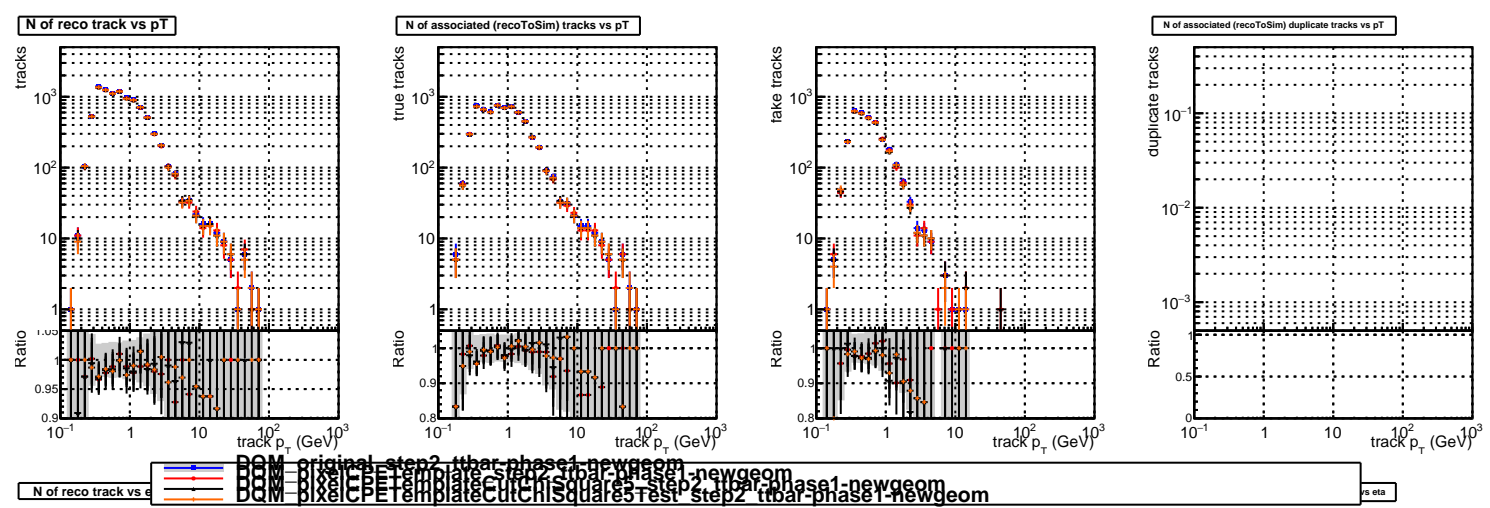 N of reco track vs pT
N of associated (recoToSim) tracks vs pT
N of associated (recoToSim) duplicate tracks vs pT
tracks
10³
10²
10
1
Ratio
1.05
1
0.95
0.9
10⁻¹ 1 10 10² 10³
track p_T (GeV)
true tracks
10³
10²
10
1
Ratio
1
0.9
0.8
10⁻¹ 1 10 10² 10³
track p_T (GeV)
fake tracks
10³
10²
10
1
Ratio
1
0.9
0.8
10⁻¹ 1 10 10² 10³
track p_T (GeV)
duplicate tracks
10⁻¹
10⁻²
10⁻³
Ratio
1
0.5
0
10⁻¹ 1 10 10² 10³
track p_T (GeV)
DQM_original_step2_ttbar-phase1-newgeom
DQM_pixelCPETemplate_step2_ttbar-phase1-newgeom
DQM_pixelCPETemplateCutChiSquare5_step2_ttbar-phase1-newgeom
DQM_pixelCPETemplateCutChiSquare5Test_step2_ttbar-phase1-newgeom
N of reco track vs e
vs eta